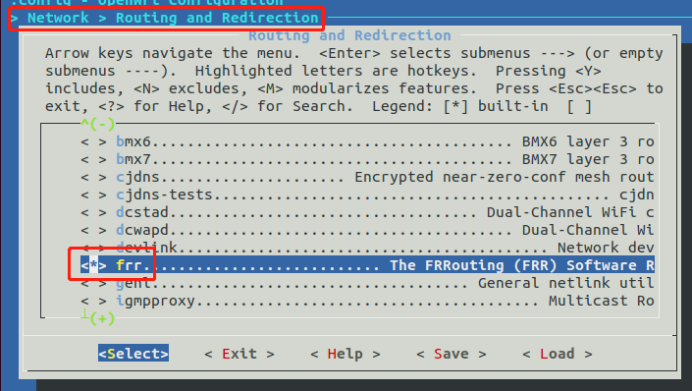 .config - OpenWrt Configuration
> Network > Routing and Redirection
Routing and Redirection
Arrow keys navigate the menu.  <Enter> selects submenus ---> (or empty
submenus ----).  Highlighted letters are hotkeys.  Pressing <Y>
includes, <N> excludes, <M> modularizes features.  Press <Esc><Esc> to
exit, <?> for Help, </> for Search.  Legend: [*] built-in  [ ]
^(-)
< > bmx6........................................... BMX6 layer 3 ro
< > bmx7........................................... BMX7 layer 3 ro
< > cjdns...................... Encrypted near-zero-conf mesh rout
< > cjdns-tests............................................... cjdn
< > dcstad..................................... Dual-Channel WiFi c
< > dcwapd..................................... Dual-Channel Wi
< > devlink............................................ Network dev
<*> frr............................ The FRRouting (FRR) Software R
< > genl....................................... General netlink util
< > igmpproxy.......................................... Multicast Ro
┴(+)
<Select>    < Exit >    < Help >    < Save >    < Load >